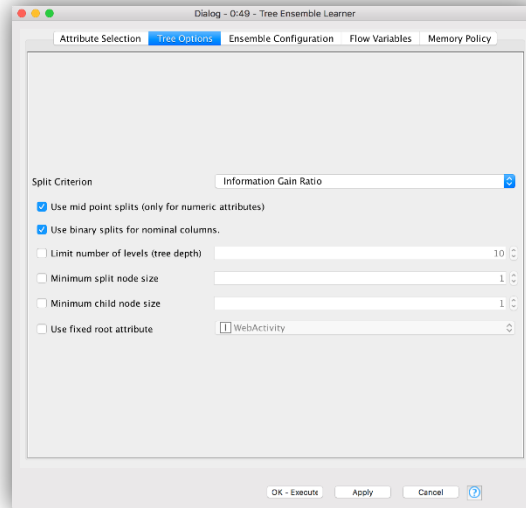 Dialog - 0:49 - Tree Ensemble Learner
Attribute Selection Tree Options Ensemble Configuration Flow Variables Memory Policy
Split Criterion Information Gain Ratio
Use mid point splits (only for numeric attributes)
Use binary splits for nominal columns.
Limit number of levels (tree depth) 10
Minimum split node size 1
Minimum child node size 1
Use fixed root attribute I WebActivity
OK - Execute Apply Cancel ?